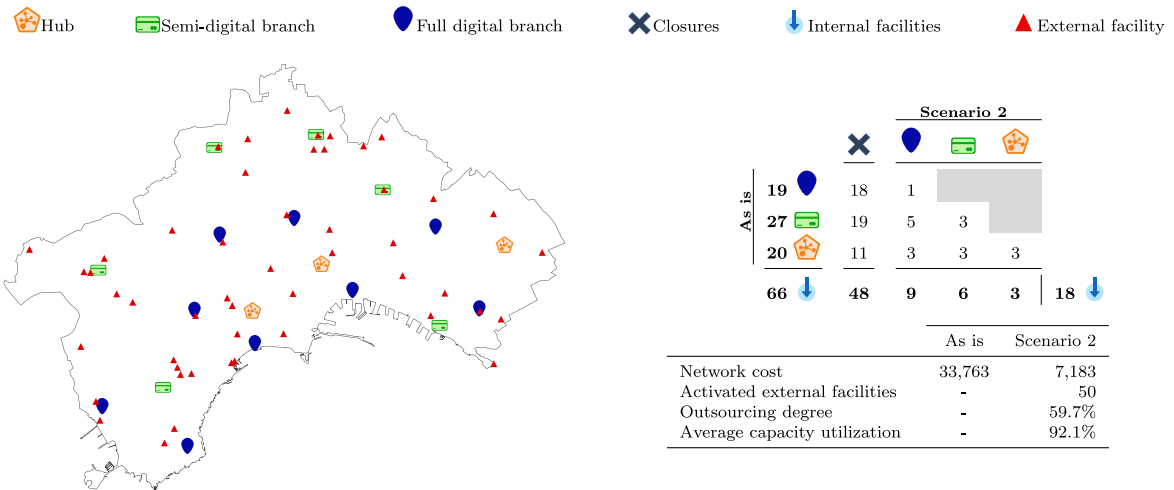 Hub Semi-digital branch Full digital branch Closures Internal facilities External facility
Scenario 2
As is
19 18 1
27 19 5 3
20 11 3 3 3
66 48 9 6 3 18
As is Scenario 2
Network cost 33,763 7,183
Activated external facilities - 50
Outsourcing degree - 59.7%
Average capacity utilization - 92.1%